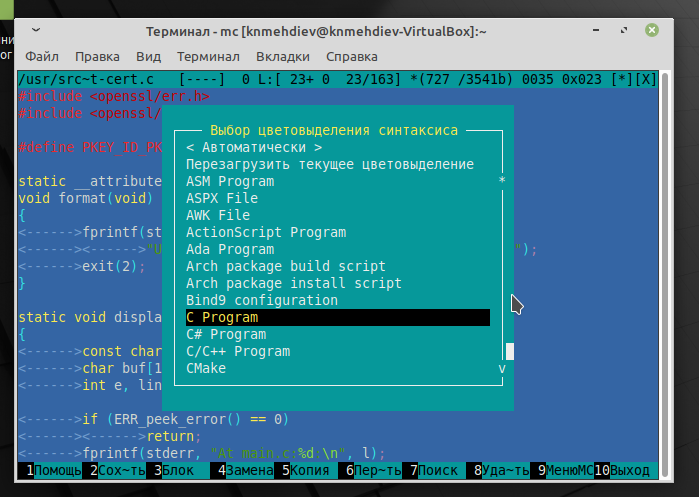 ни
ог
Терминал - mc [knmehdiev@knmehdiev-VirtualBox]:~
Файл Правка Вид Терминал Вкладки Справка
/usr/src~t-cert.c [----] 0 L:[ 23+ 0 23/163] *(727 /3541b) 0035 0x023 [*][X]
#include <openssl/err.h>
#include <openssl/
Выбор цветовыделения синтаксиса
< Автоматически >
#define PKEY_ID_PK
Перезагрузить текущее цветовыделение
ASM Program *
static __attribute
ASPX File
void format(void)
AWK File
{
<------>fprintf(st
ActionScript Program
<------><------>"U
Ada Program
");
<------>exit(2);
Arch package build script
}
Arch package install script
Bind9 configuration
static void displa
C Program
{
C# Program
<------>const char
C/C++ Program
<------>char buf[1
CMake v
<------>int e, lin
<------>if (ERR_peek_error() == 0)
<------><------>return;
<------>fprintf(stderr, "At main.c:%d:\n", l);
1Помощь 2Сох~ть 3Блок 4Замена 5Копия 6Пер~ть 7Поиск 8Уда~ть 9МенюMC 10Выход